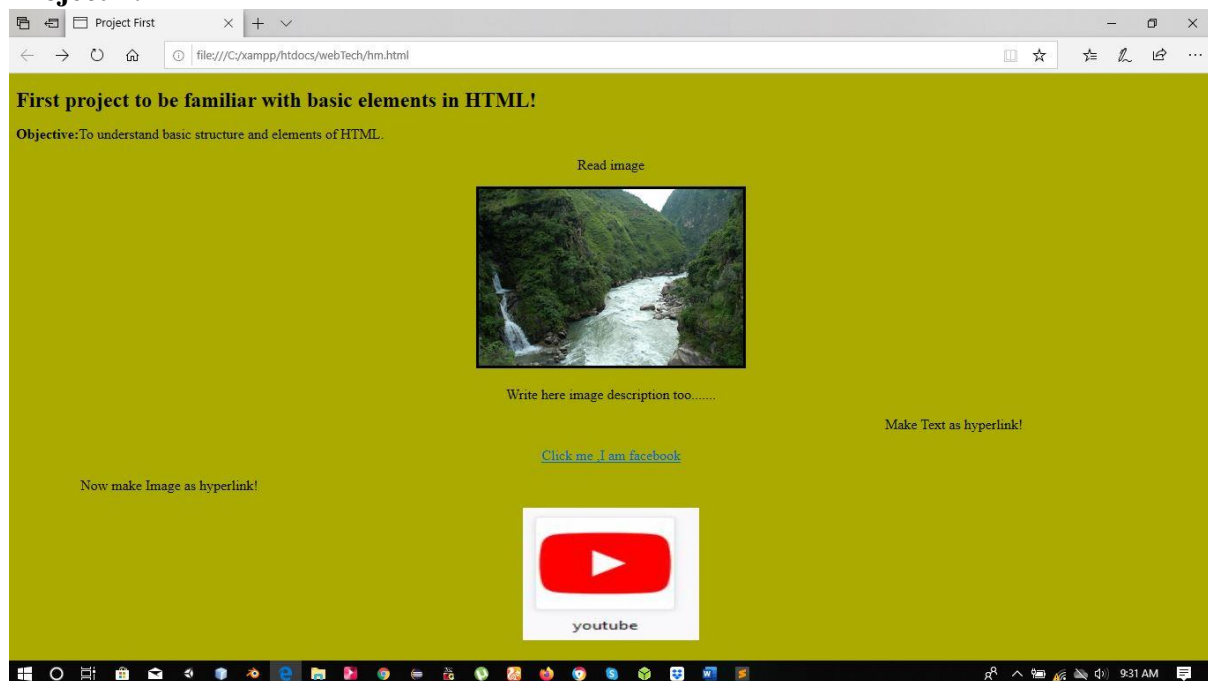 Project First
file:///C:/xampp/htdocs/webTech/hm.html
First project to be familiar with basic elements in HTML!
Objective:To understand basic structure and elements of HTML.
Read image
Write here image description too.......
Make Text as hyperlink!
Click me ,I am facebook
Now make Image as hyperlink!
youtube
9:31 AM